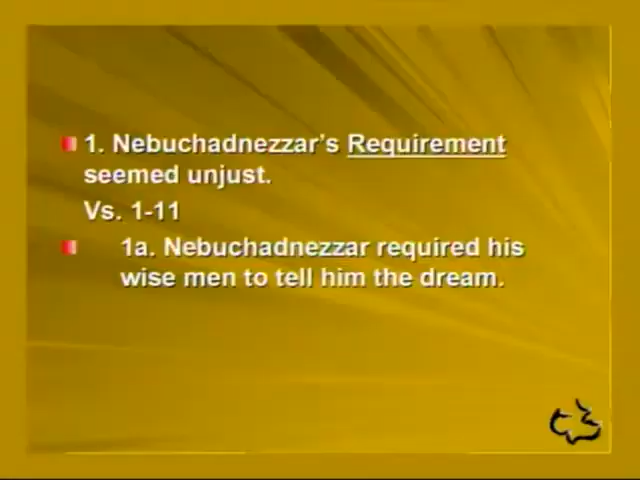 1. Nebuchadnezzar's Requirement
seemed unjust.
Vs. 1-11
1a. Nebuchadnezzar required his
wise men to tell him the dream.